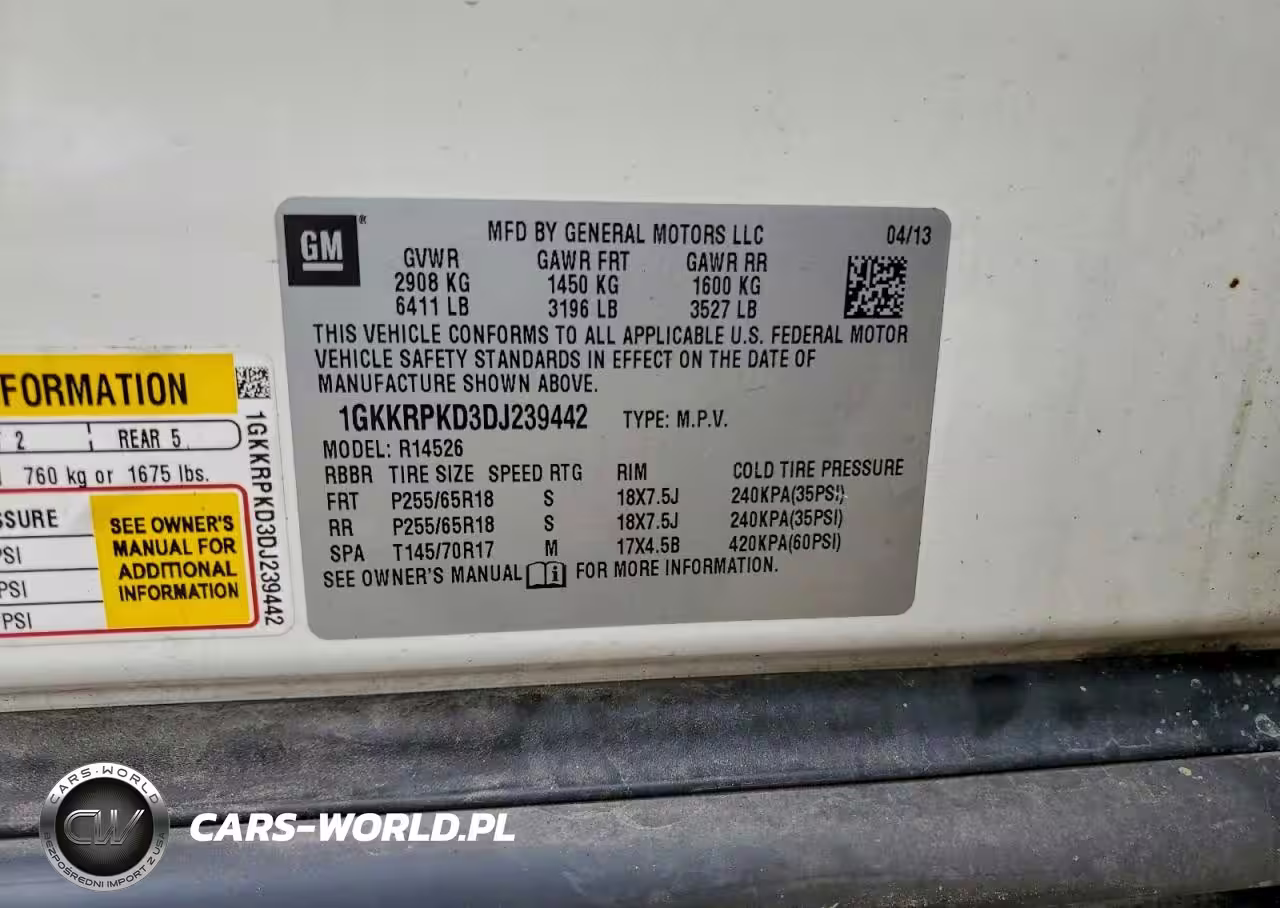 GM®
MFD BY GENERAL MOTORS LLC 04/13
GVWR GAWR FRT GAWR RR
2908 KG 1450 KG 1600 KG
6411 LB 3196 LB 3527 LB
THIS VEHICLE CONFORMS TO ALL APPLICABLE U.S. FEDERAL MOTOR
VEHICLE SAFETY STANDARDS IN EFFECT ON THE DATE OF
MANUFACTURE SHOWN ABOVE.
1GKKRPKD3DJ239442 TYPE: M.P.V.
MODEL: R14526
RBBR TIRE SIZE SPEED RTG RIM COLD TIRE PRESSURE
FRT P255/65R18 S 18X7.5J 240KPA(35PSI)
RR P255/65R18 S 18X7.5J 240KPA(35PSI)
SPA T145/70R17 M 17X4.5B 420KPA(60PSI)
SEE OWNER'S MANUAL FOR MORE INFORMATION.
FORMATION
2 REAR 5
760 kg or 1675 lbs.
SSURE
PSI
PSI
PSI
SEE OWNER'S
MANUAL FOR
ADDITIONAL
INFORMATION
1GKKRPKD3DJ239442
CARS-WORLD
CW
BEZPOŚREDNI IMPORT Z USA
CARS-WORLD.PL